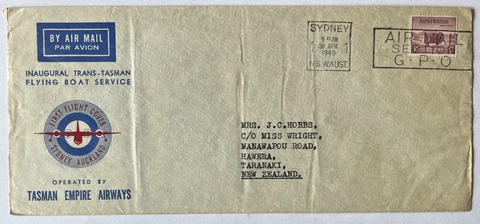 BY AIR MAIL
PAR AVION
INAUGURAL TRANS-TASMAN
FLYING BOAT SERVICE
FIRST FLIGHT COVER
SYDNEY AUCKLAND
OPERATED BY
TASMAN EMPIRE AIRWAYS
SYDNEY
30 APR
1940
N.S.W. AUST.
AUSTRALIA
AIR
SE
G.P.O
MRS. J.C.HOBBS,
C/O MISS WRIGHT,
MANAWAPOU ROAD,
HAWERA,
TARANAKI,
NEW ZEALAND.